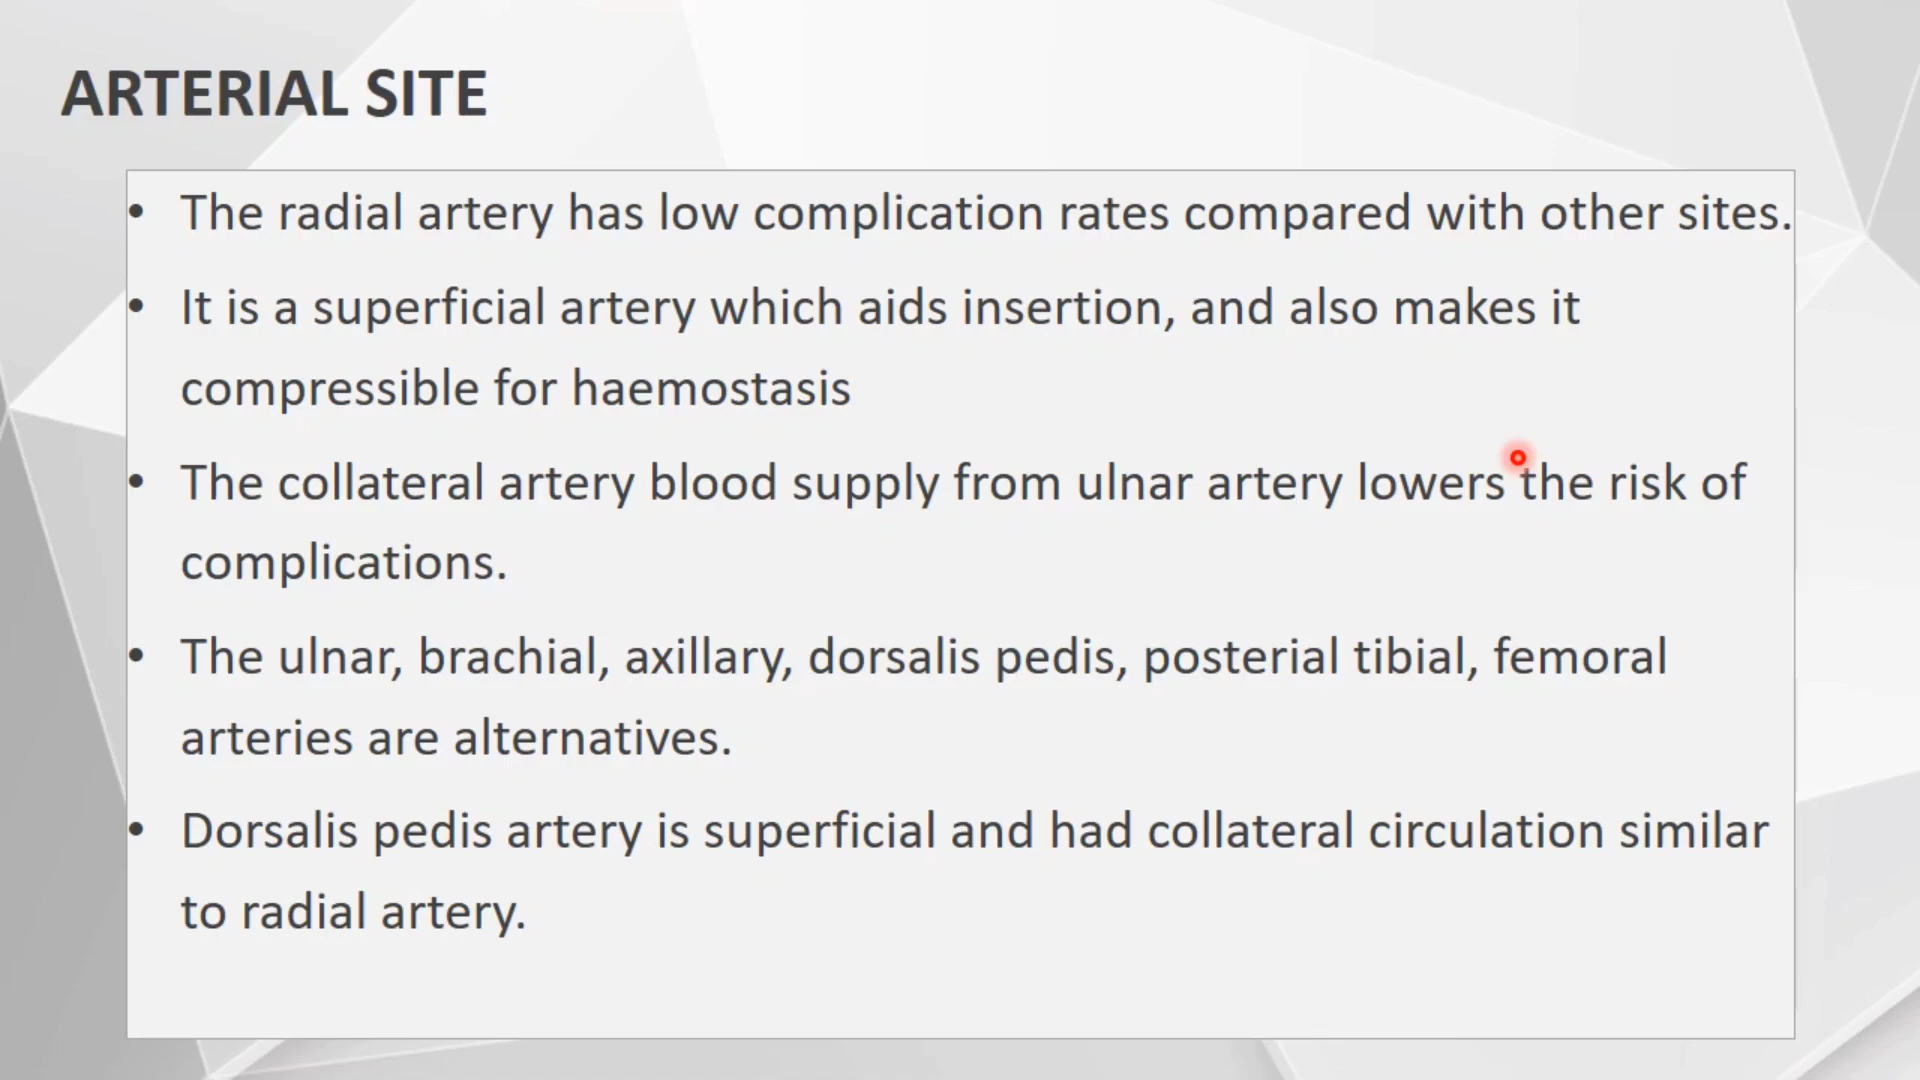 ARTERIAL SITE
• The radial artery has low complication rates compared with other sites.
• It is a superficial artery which aids insertion, and also makes it
compressible for haemostasis
• The collateral artery blood supply from ulnar artery lowers the risk of
complications.
• The ulnar, brachial, axillary, dorsalis pedis, posterial tibial, femoral
arteries are alternatives.
• Dorsalis pedis artery is superficial and had collateral circulation similar
to radial artery.